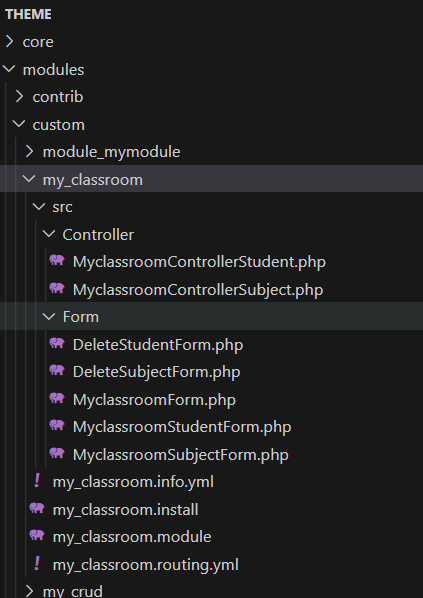 THEME
core
modules
contrib
custom
module_mymodule
my_classroom
src
Controller
MyclassroomControllerStudent.php
MyclassroomControllerSubject.php
Form
DeleteStudentForm.php
DeleteSubjectForm.php
MyclassroomForm.php
MyclassroomStudentForm.php
MyclassroomSubjectForm.php
! my_classroom.info.yml
my_classroom.install
my_classroom.module
! my_classroom.routing.yml
my_crud